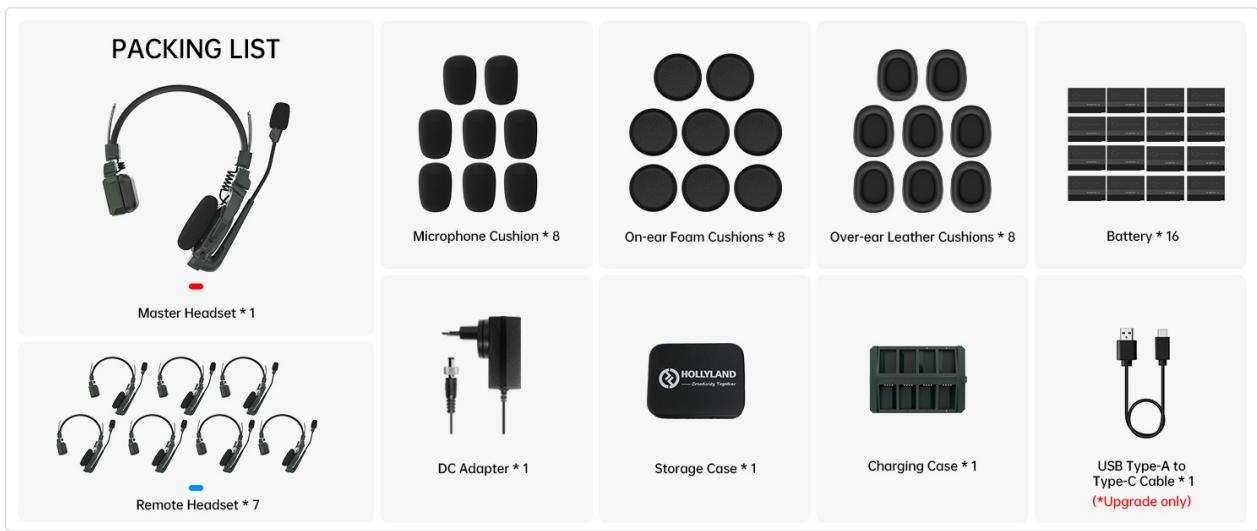 PACKING LIST
Master Headset * 1
Remote Headset * 7
Microphone Cushion * 8
On-ear Foam Cushions * 8
Over-ear Leather Cushions * 8
Battery * 16
DC Adapter * 1
HOLLYLAND
Creativity Together
Storage Case * 1
Charging Case * 1
USB Type-A to
Type-C Cable * 1
(*Upgrade only)